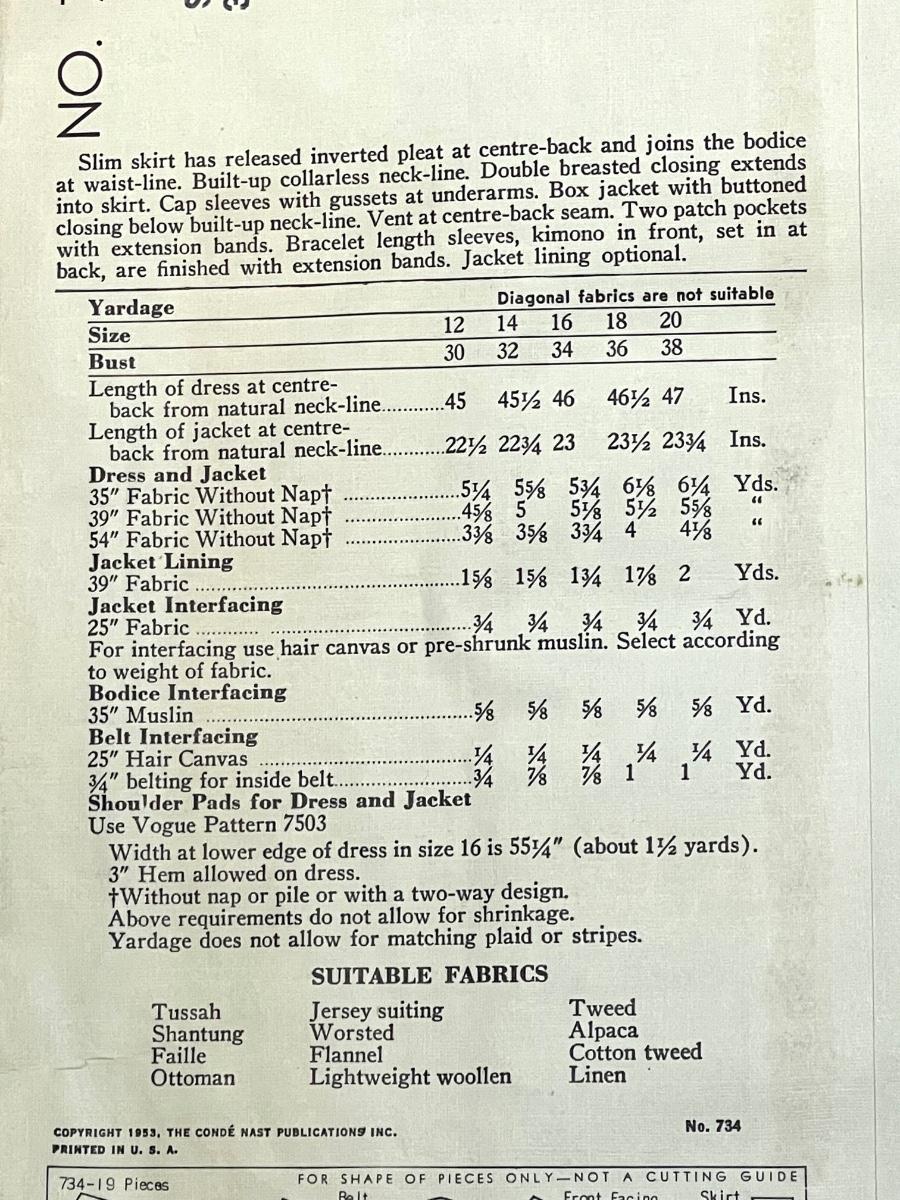 NO.
Slim skirt has released inverted pleat at centre-back and joins the bodice
at waist-line. Built-up collarless neck-line. Double breasted closing extends
into skirt. Cap sleeves with gussets at underarms. Box jacket with buttoned
closing below built-up neck-line. Vent at centre-back seam. Two patch pockets
with extension bands. Bracelet length sleeves, kimono in front, set in at
back, are finished with extension bands. Jacket lining optional.
Yardage Diagonal fabrics are not suitable
Size 12 14 16 18 20
Bust 30 32 34 36 38
Length of dress at centre-
back from natural neck-line............45 45½ 46 46½ 47 Ins.
Length of jacket at centre-
back from natural neck-line............22½ 22¾ 23 23½ 23¾ Ins.
Dress and Jacket
35" Fabric Without Nap† ......................5¼ 5⅝ 5¾ 6⅛ 6¼ Yds.
39" Fabric Without Nap† ......................4⅝ 5 5⅛ 5½ 5⅝ "
54" Fabric Without Nap† ......................3⅜ 3⅝ 3¾ 4 4⅛ "
Jacket Lining
39" Fabric ..................................................1⅝ 1⅝ 1¾ 1⅞ 2 Yds.
Jacket Interfacing
25" Fabric ............ .......................................¾ ¾ ¾ ¾ ¾ Yd.
For interfacing use hair canvas or pre-shrunk muslin. Select according
to weight of fabric.
Bodice Interfacing
35" Muslin ....................................................⅝ ⅝ ⅝ ⅝ ⅝ Yd.
Belt Interfacing
25" Hair Canvas .........................................¼ ¼ ¼ ¼ ¼ Yd.
¾" belting for inside belt..........................¾ ⅞ ⅞ 1 1 Yd.
Shoulder Pads for Dress and Jacket
Use Vogue Pattern 7503
Width at lower edge of dress in size 16 is 55¼" (about 1½ yards).
3" Hem allowed on dress.
†Without nap or pile or with a two-way design.
Above requirements do not allow for shrinkage.
Yardage does not allow for matching plaid or stripes.
SUITABLE FABRICS
Tussah Jersey suiting Tweed
Shantung Worsted Alpaca
Faille Flannel Cotton tweed
Ottoman Lightweight woollen Linen
No. 734
COPYRIGHT 1953, THE CONDÉ NAST PUBLICATIONS INC.
PRINTED IN U. S. A.
734-19 Pieces FOR SHAPE OF PIECES ONLY—NOT A CUTTING GUIDE
Belt Front Facing Skirt